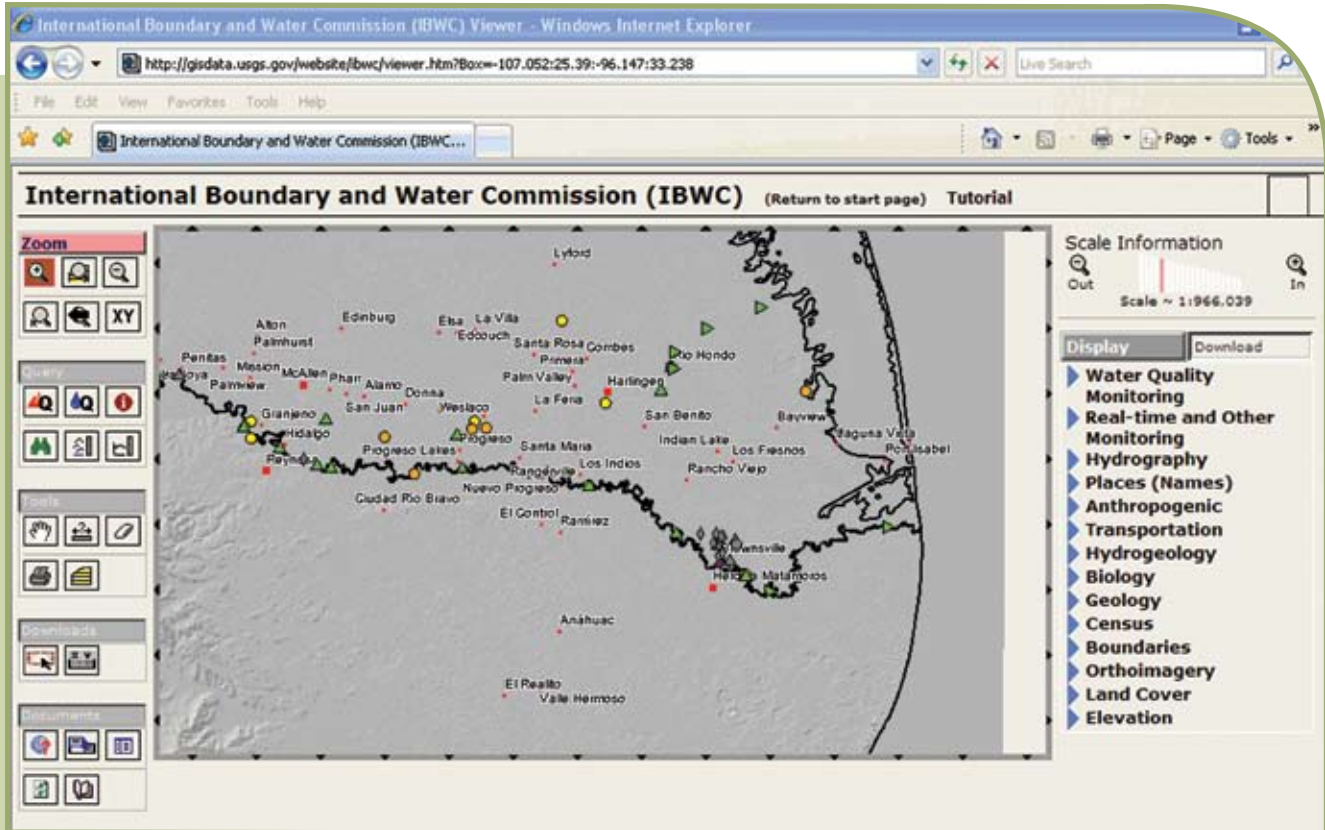 International Boundary and Water Commission (IBWC) Viewer - Windows Internet Explorer
http://gisdata.usgs.gov/website/ibwc/viewer.htm?Box=-107.052:25.39:-96.147:33.238
Live Search
File Edit View Favorites Tools Help
International Boundary and Water Commission (IBWC...
Page Tools »
International Boundary and Water Commission (IBWC) (Return to start page) Tutorial
Zoom
XY
Query
Q Q
Tools
Downloads
Documents
Lyford
Edinburg
Elsa La Villa
Edcouch
Alton
Palmhurst
Santa Rosa Combes
Primera
Rio Hondo
Penitas
Mission McAllen Pharr Alamo
Palm Valley
Harlingen
Palmview
Donna
San Juan
Weslaco
La Feria
Granjeno
San Benito
Bayview
Hidalgo
Progreso
Indian Lake
Laguna Vista
Progreso Lakes
Santa Maria
Los Fresnos
Port Isabel
Reynosa
Rangerville Los Indios
Rancho Viejo
Ciudad Rio Bravo
Nuevo Progreso
El Control
Ramirez
Brownsville
Heroica Matamoros
Anáhuac
El Realito
Valle Hermoso
Scale Information
Out In
Scale ~ 1:966,039
Display Download
Water Quality
Monitoring
Real-time and Other
Monitoring
Hydrography
Places (Names)
Anthropogenic
Transportation
Hydrogeology
Biology
Geology
Census
Boundaries
Orthoimagery
Land Cover
Elevation